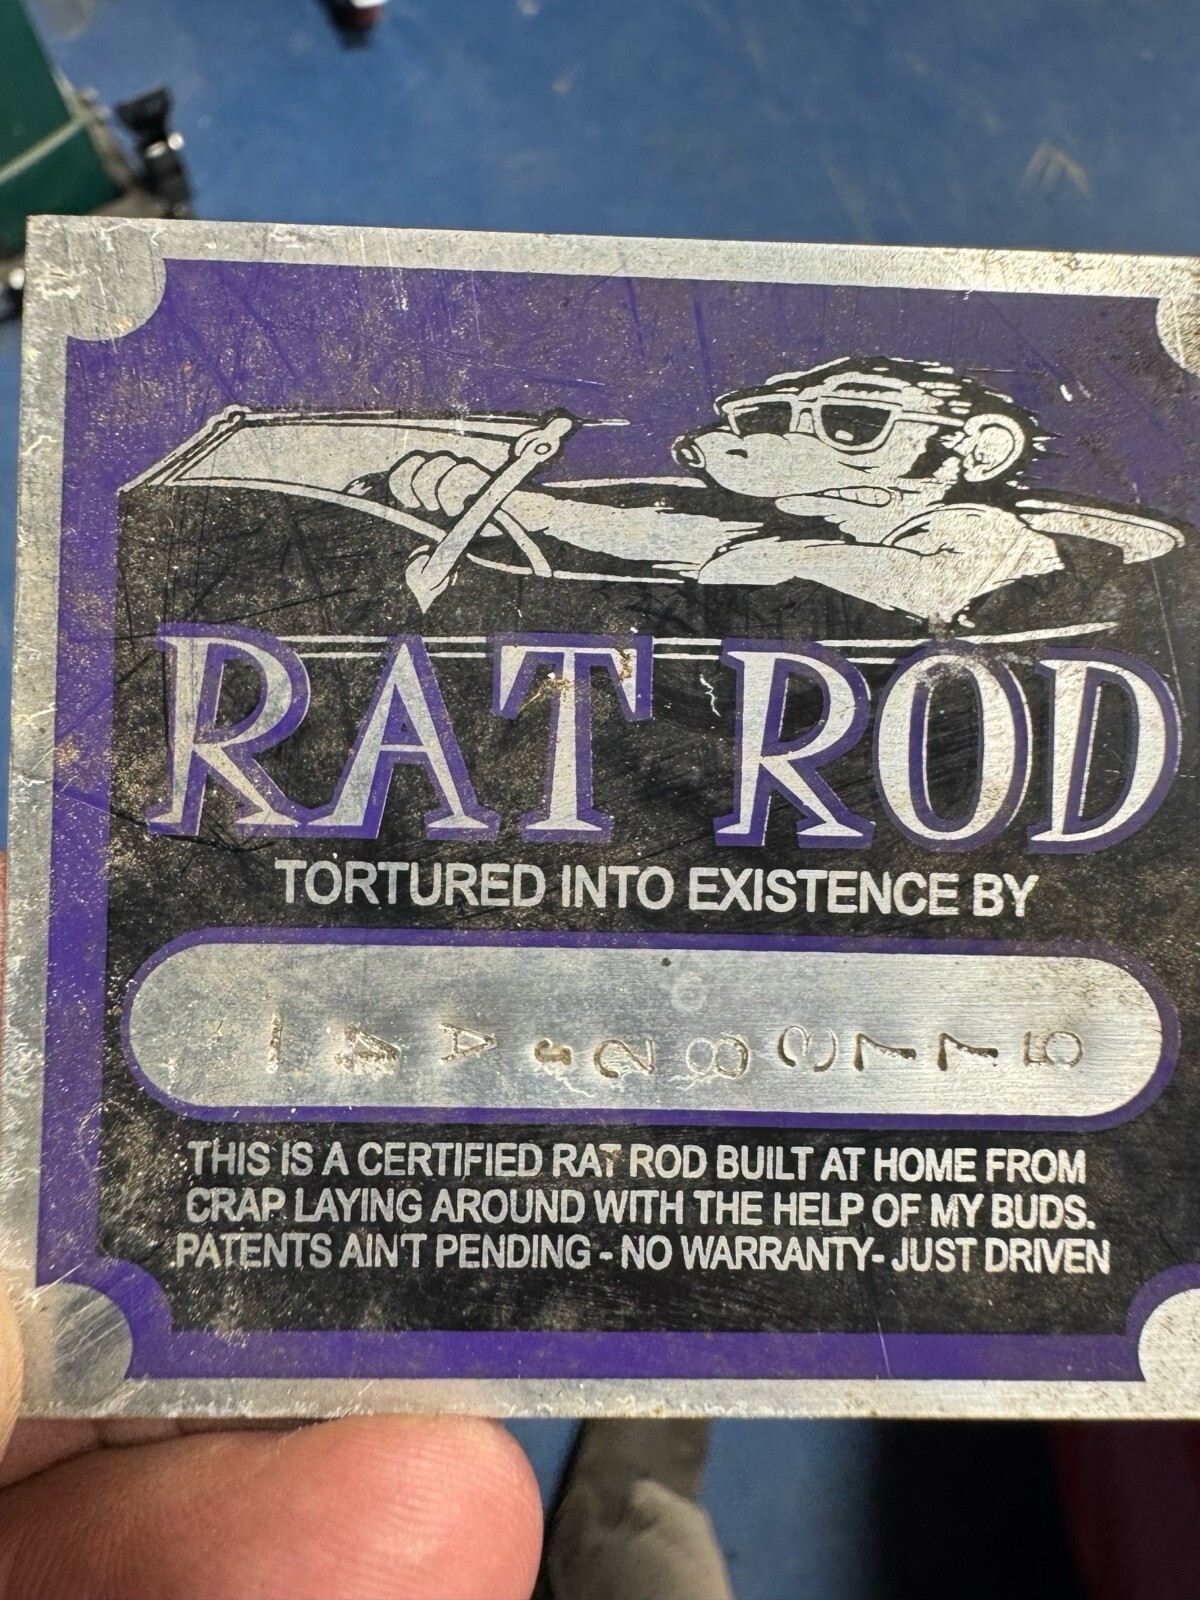 RAT ROD
TORTURED INTO EXISTENCE BY
14AS283775
THIS IS A CERTIFIED RAT ROD BUILT AT HOME FROM
CRAP LAYING AROUND WITH THE HELP OF MY BUDS.
PATENTS AIN'T PENDING - NO WARRANTY- JUST DRIVEN